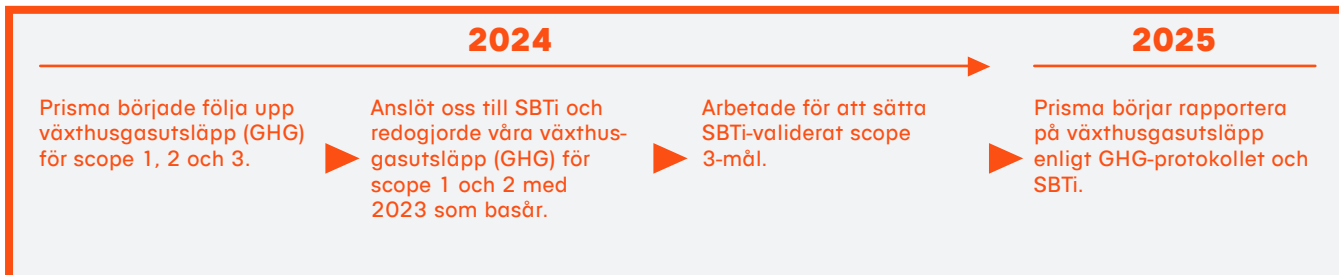 2024
Prisma började följa upp
växthusgasutsläpp (GHG)
för scope 1, 2 och 3.
Anslöt oss till SBTi och
redogjorde våra växthus-
gasutsläpp (GHG) för
scope 1 och 2 med
2023 som basår.
Arbetade för att sätta
SBTi-validerat scope
3-mål.
2025
Prisma börjar rapportera
på växthusgasutsläpp
enligt GHG-protokollet och
SBTi.